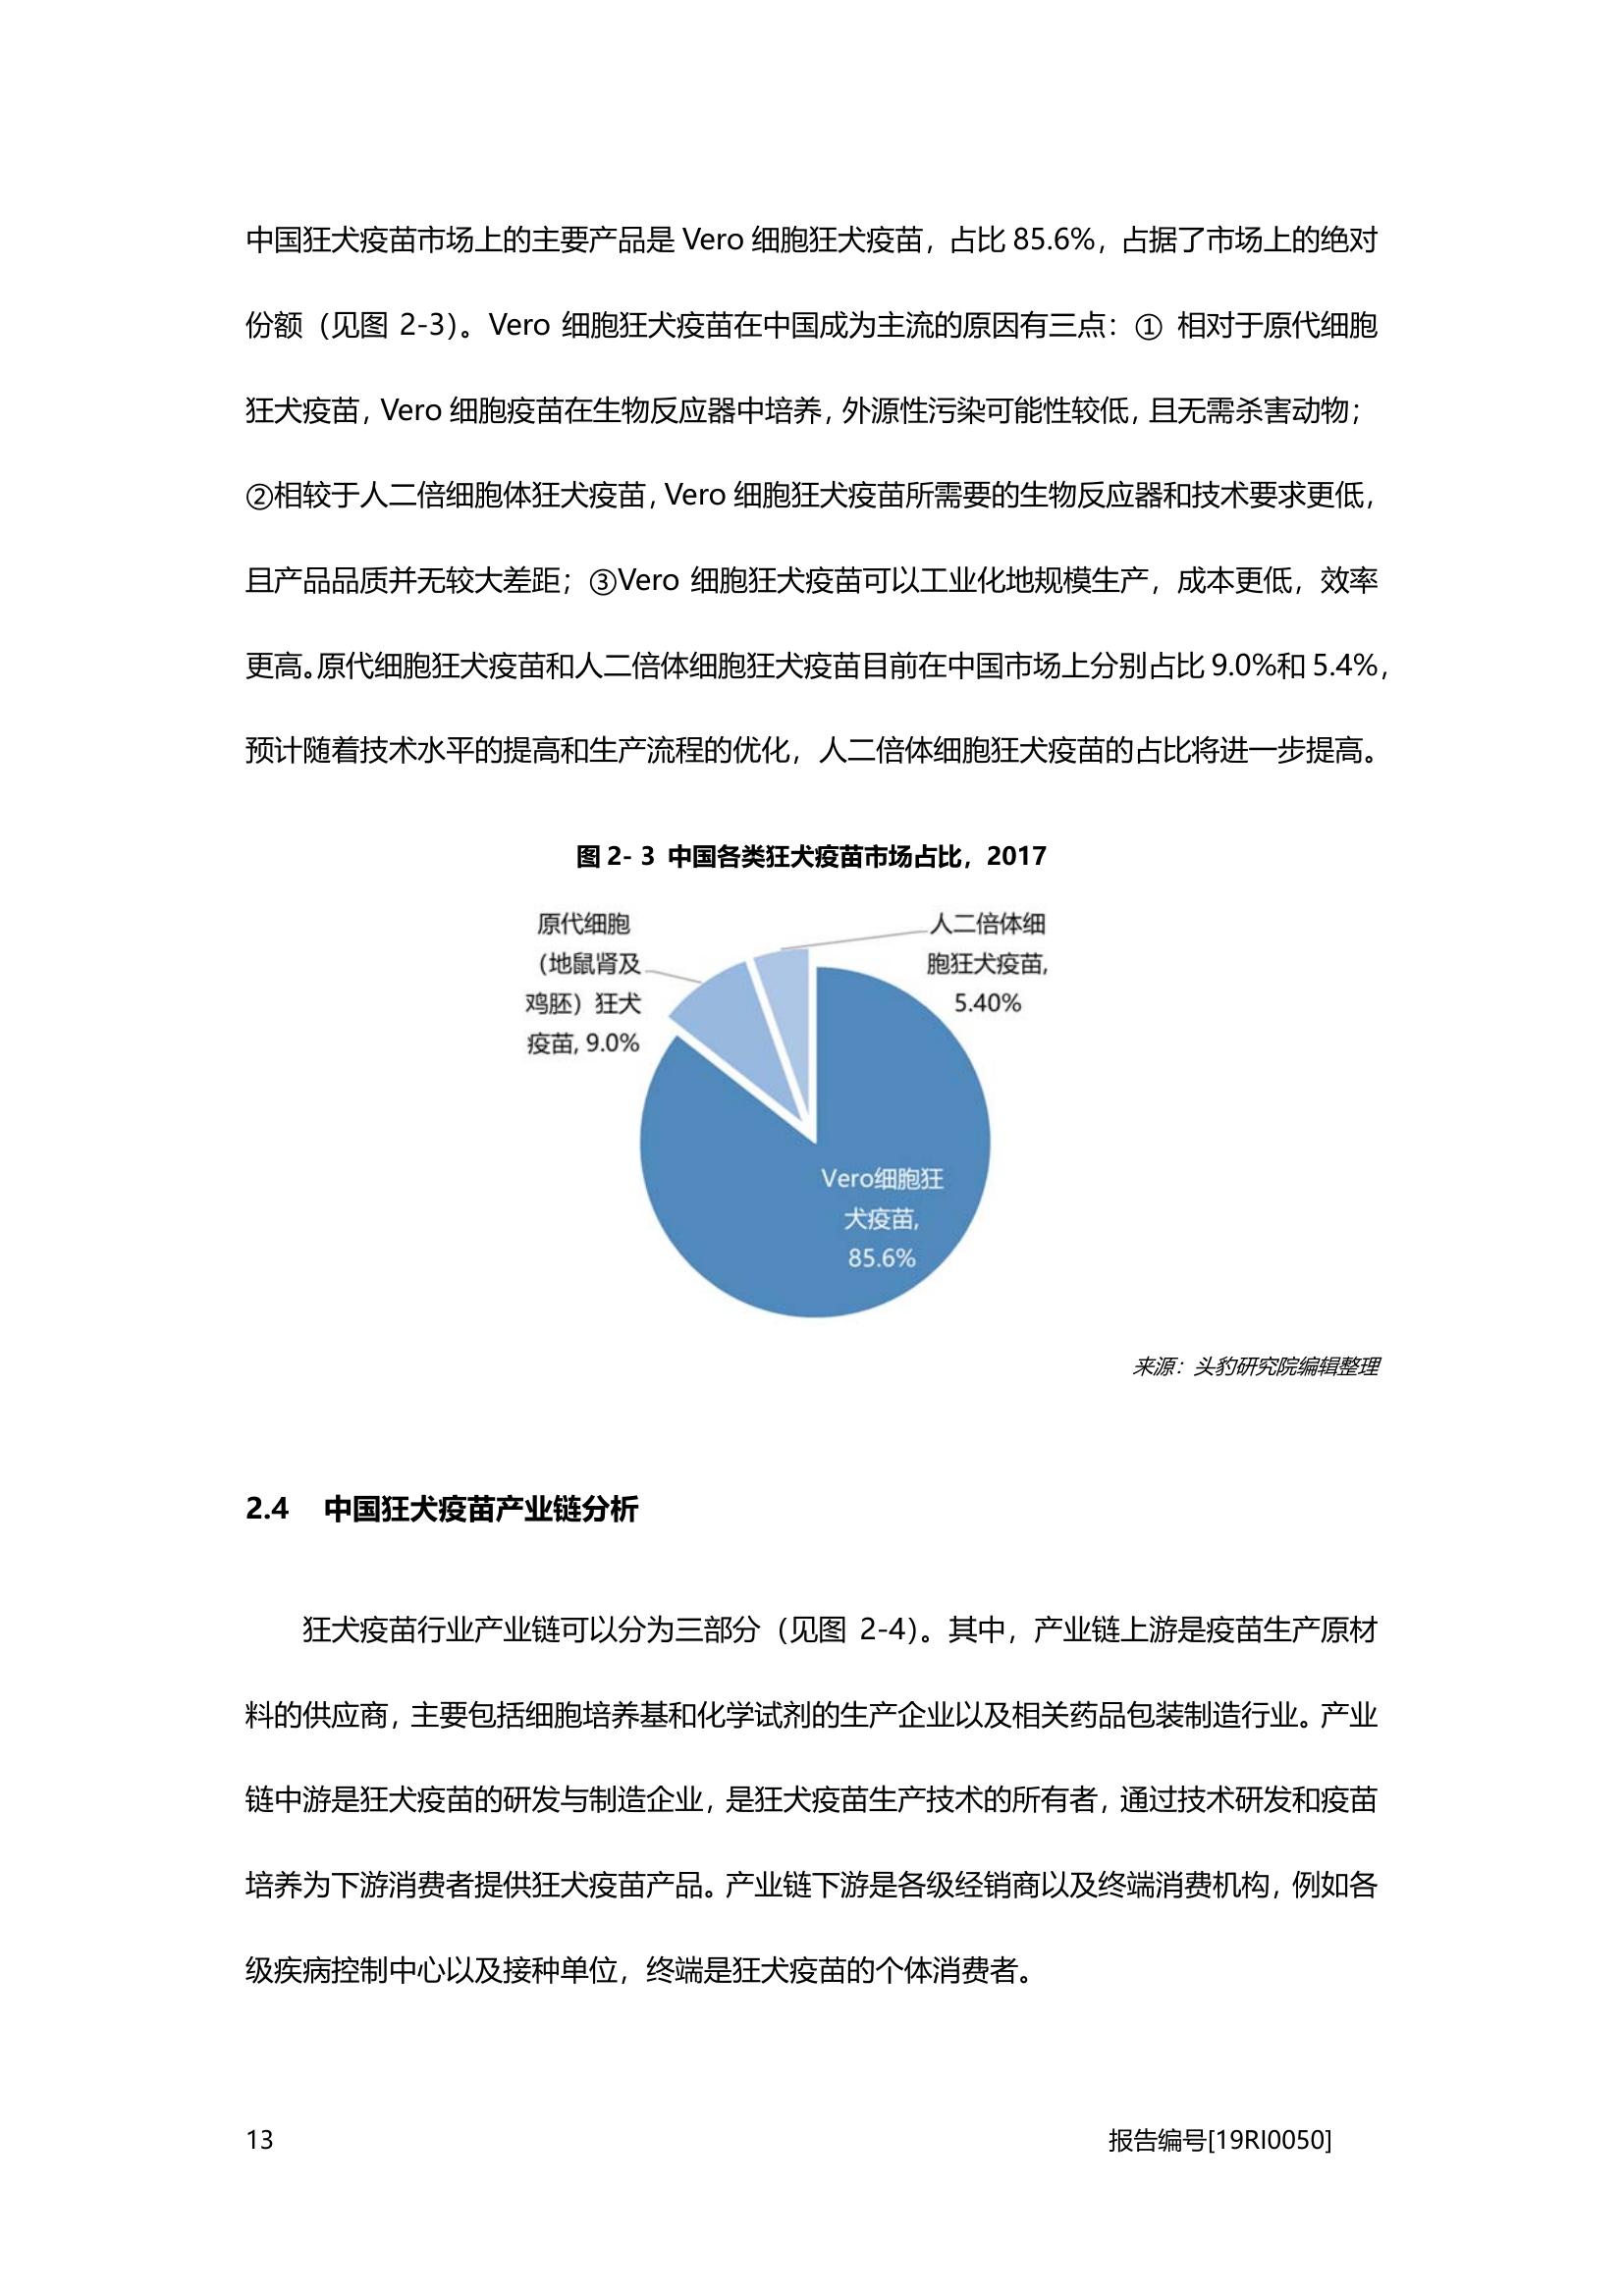 中国狂犬疫苗市场上的主要产品是 Vero 细胞狂犬疫苗，占比 85.6%，占据了市场上的绝对
份额（见图 2-3）。Vero 细胞狂犬疫苗在中国成为主流的原因有三点：① 相对于原代细胞
狂犬疫苗，Vero 细胞疫苗在生物反应器中培养，外源性污染可能性较低，且无需杀害动物；
②相较于人二倍细胞体狂犬疫苗，Vero 细胞狂犬疫苗所需要的生物反应器和技术要求更低，
且产品品质并无较大差距；③Vero 细胞狂犬疫苗可以工业化地规模生产，成本更低，效率
更高。原代细胞狂犬疫苗和人二倍体细胞狂犬疫苗目前在中国市场上分别占比 9.0%和 5.4%，
预计随着技术水平的提高和生产流程的优化，人二倍体细胞狂犬疫苗的占比将进一步提高。
图 2- 3 中国各类狂犬疫苗市场占比，2017
原代细胞
（地鼠肾及
鸡胚）狂犬
疫苗, 9.0%
人二倍体细
胞狂犬疫苗,
5.40%
Vero细胞狂
犬疫苗,
85.6%
来源：头豹研究院编辑整理
2.4 中国狂犬疫苗产业链分析
狂犬疫苗行业产业链可以分为三部分（见图 2-4）。其中，产业链上游是疫苗生产原材
料的供应商，主要包括细胞培养基和化学试剂的生产企业以及相关药品包装制造行业。产业
链中游是狂犬疫苗的研发与制造企业，是狂犬疫苗生产技术的所有者，通过技术研发和疫苗
培养为下游消费者提供狂犬疫苗产品。产业链下游是各级经销商以及终端消费机构，例如各
级疾病控制中心以及接种单位，终端是狂犬疫苗的个体消费者。
13 报告编号[19RI0050]